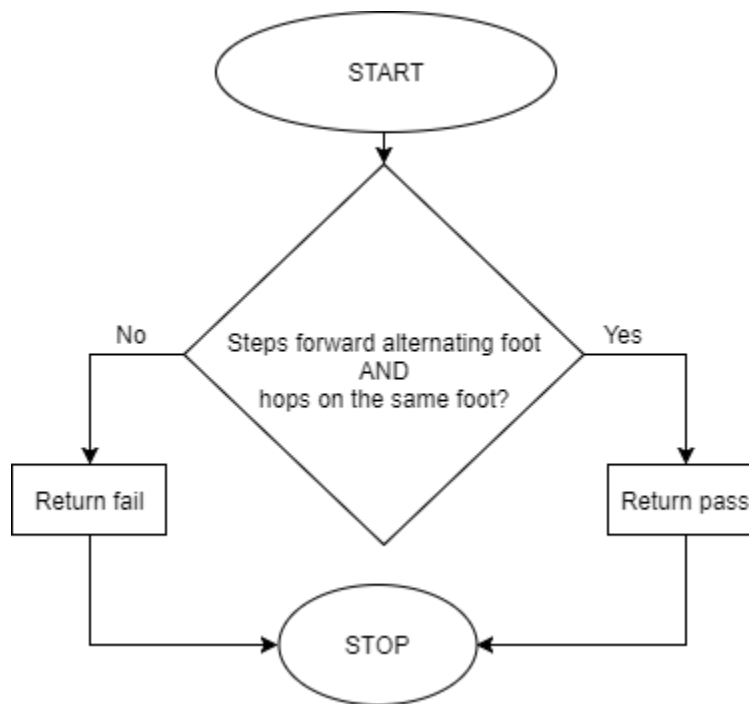 START
No
Steps forward alternating foot
AND
hops on the same foot?
Yes
Return fail
Return pass
STOP